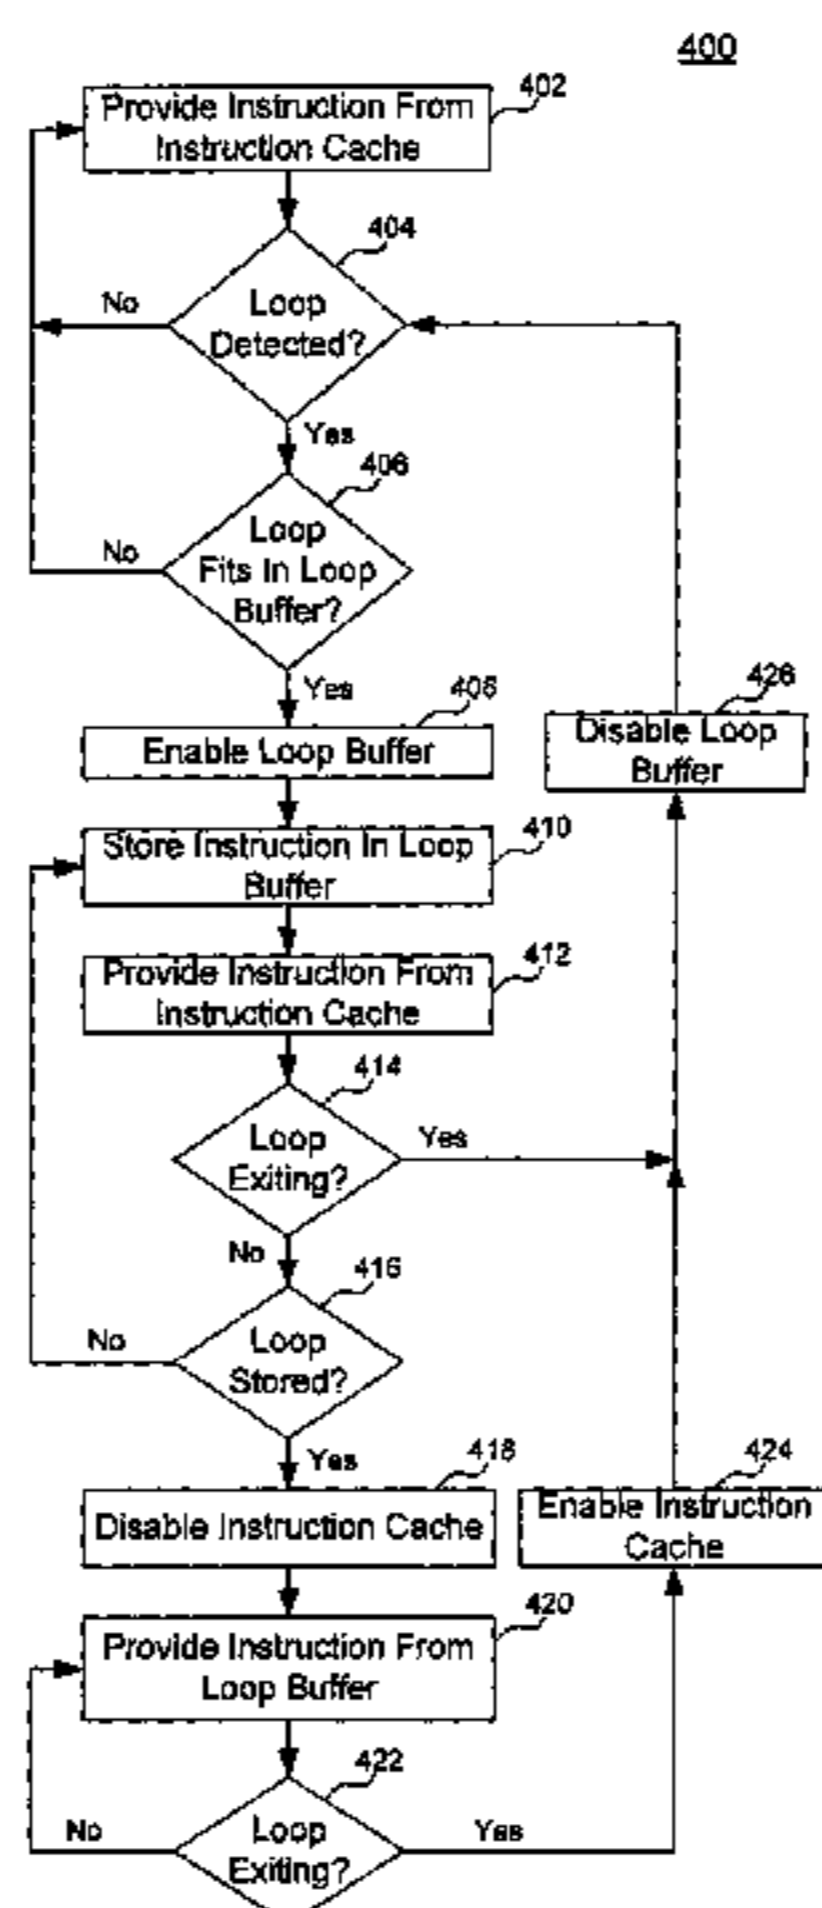 400
Provide Instruction From
Instruction Cache
402
404
Loop
Detected?
No
Yes
406
Loop
Fits In Loop
Buffer?
No
Yes
408
Enable Loop Buffer
426
Disable Loop
Buffer
Store Instruction In Loop
Buffer
410
Provide Instruction From
Instruction Cache
412
414
Loop
Exiting?
Yes
No
416
Loop
Stored?
No
Yes
418
Disable Instruction Cache
424
Enable Instruction
Cache
420
Provide Instruction From
Loop Buffer
422
Loop
Exiting?
No
Yes